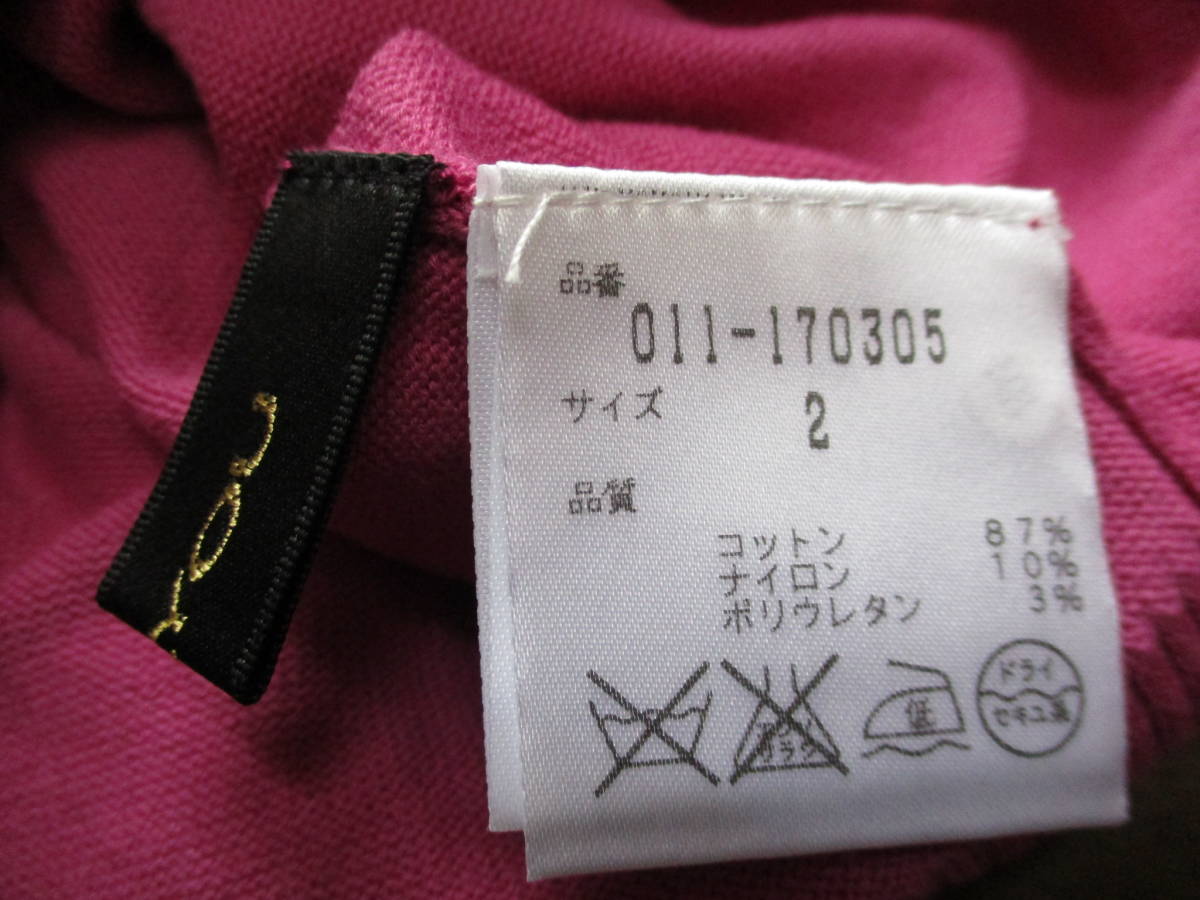 品番
011-170305
サイズ 2
品質
コットン 87%
ナイロン 10%
ポリウレタン 3%
低
ドライ
セキユ系